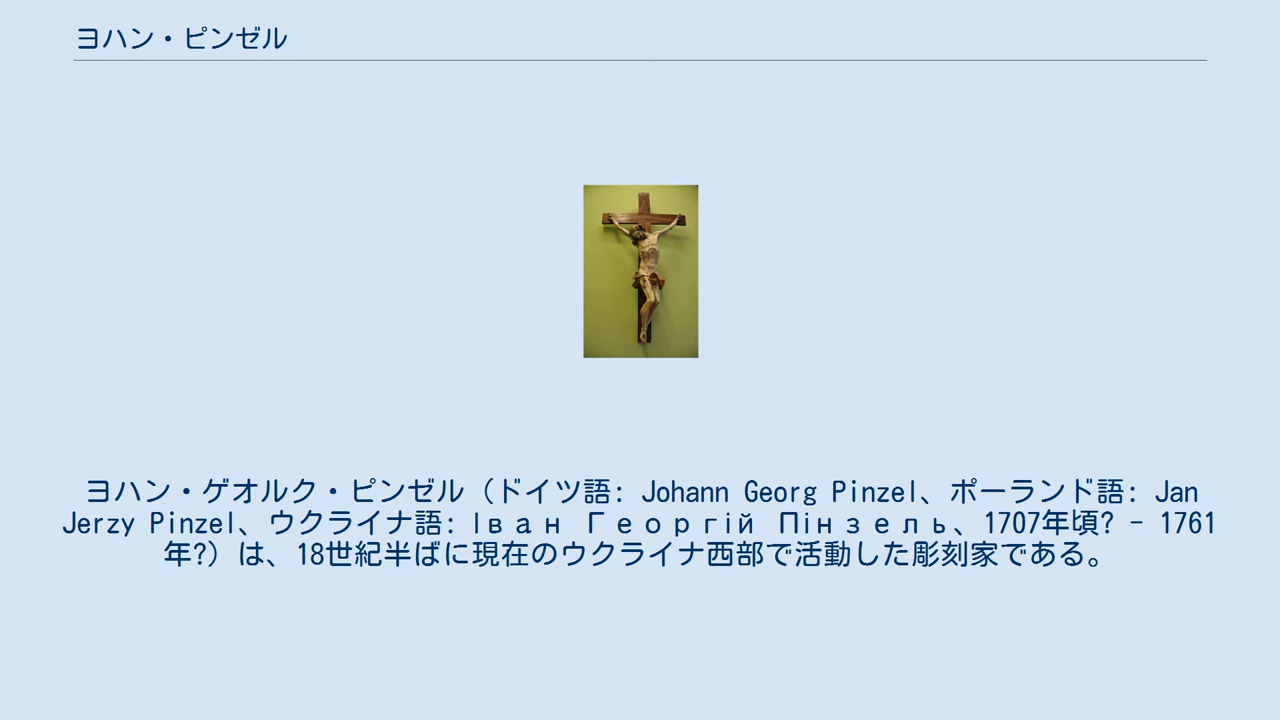 ヨハン・ピンゼル
ヨハン・ゲオルク・ピンゼル（ドイツ語: Johann Georg Pinzel、ポーランド語: Jan
Jerzy Pinzel、ウクライナ語: Іван Георгій Пінзель、1707年頃? - 1761
年?）は、18世紀半ばに現在のウクライナ西部で活動した彫刻家である。